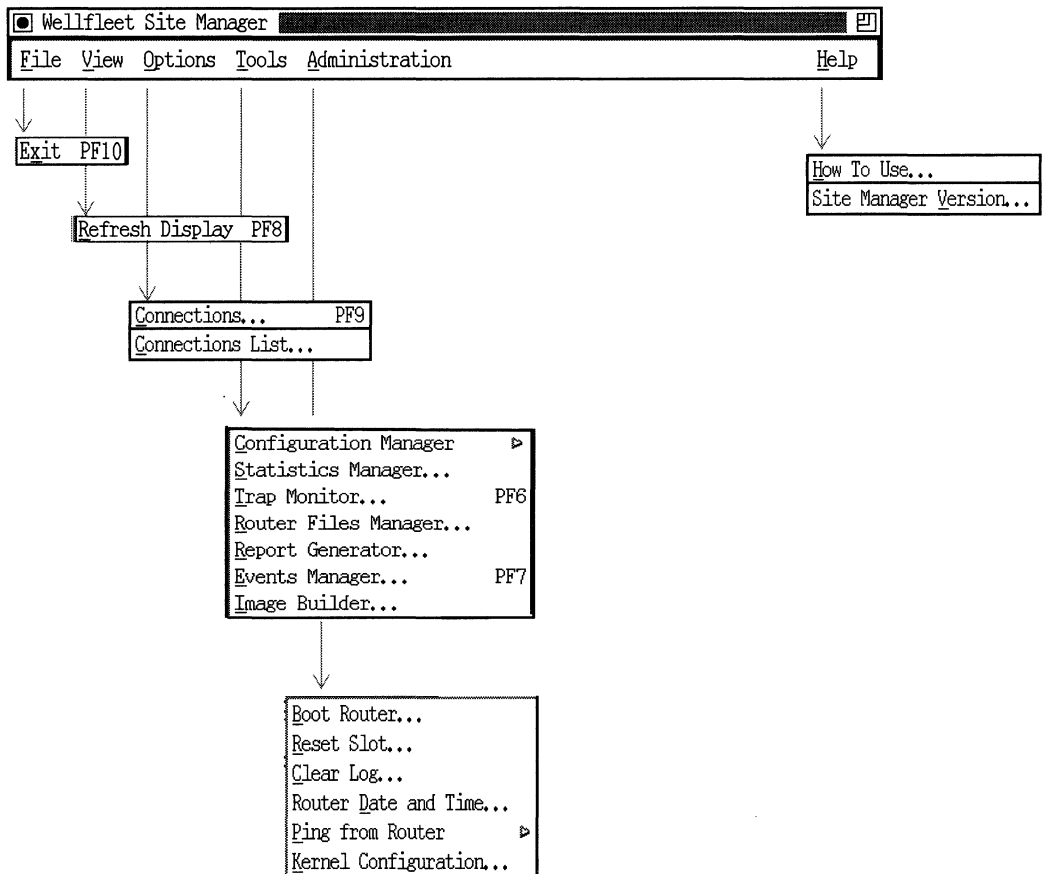 Wellfleet Site Manager
File View Options Tools Administration Help
Exit PF10
How To Use...
Site Manager Version...
Refresh Display PF8
Connections... PF9
Connections List...
Configuration Manager
Statistics Manager...
Trap Monitor... PF6
Router Files Manager...
Report Generator...
Events Manager... PF7
Image Builder...
Boot Router...
Reset Slot...
Clear Log...
Router Date and Time...
Ping from Router
Kernel Configuration...